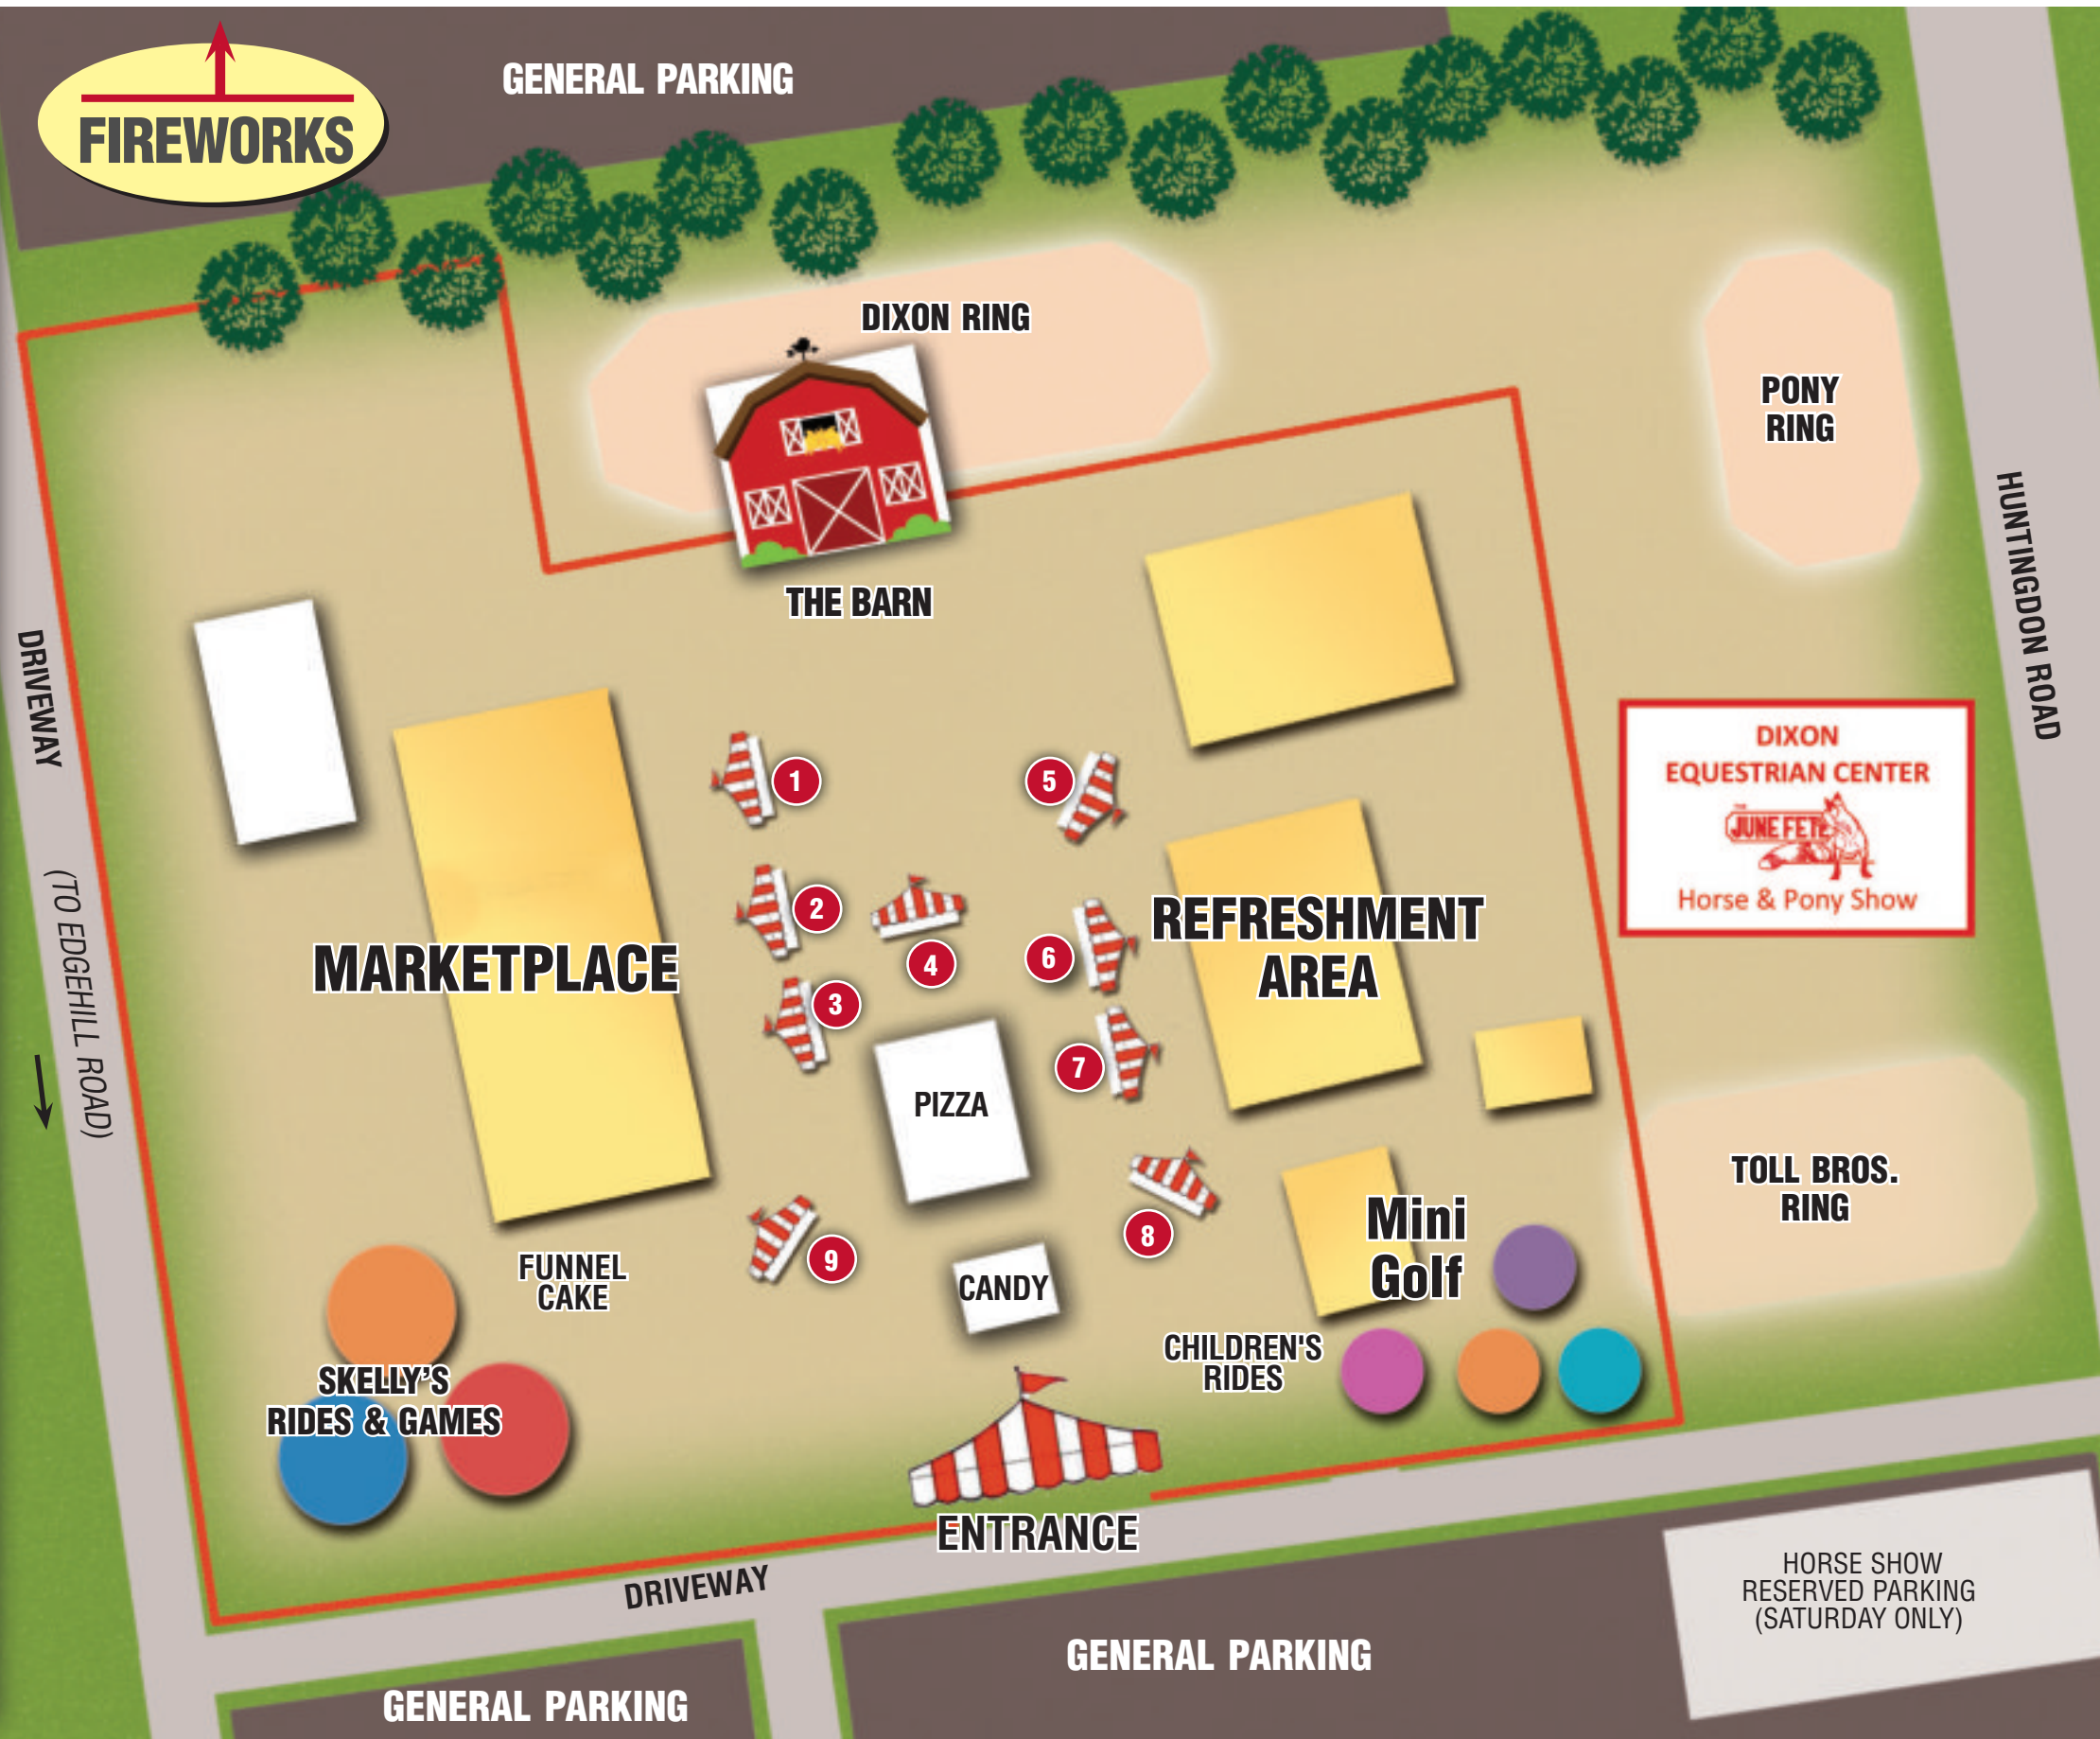 FIREWORKS
GENERAL PARKING
DIXON RING
PONY
RING
HUNTINGDON ROAD
THE BARN
DRIVEWAY
(TO EDGEHILL ROAD)
1
5
2
4
3
6
7
MARKETPLACE
REFRESHMENT
AREA
DIXON
EQUESTRIAN CENTER
THE
JUNE FETE
Horse & Pony Show
PIZZA
TOLL BROS.
RING
8
9
Mini
Golf
FUNNEL
CAKE
CANDY
CHILDREN'S
RIDES
SKELLY'S
RIDES & GAMES
ENTRANCE
DRIVEWAY
HORSE SHOW
RESERVED PARKING
(SATURDAY ONLY)
GENERAL PARKING
GENERAL PARKING